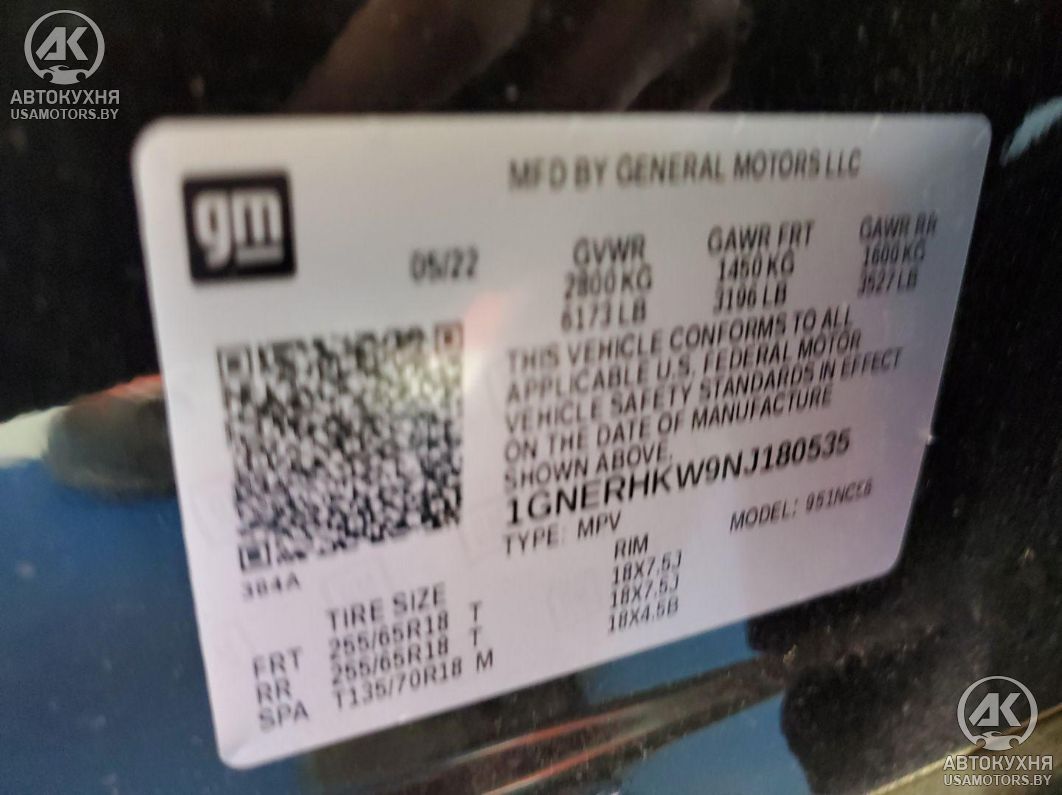 АК
АВТОКУХНЯ
USAMOTORS.BY
gm
MFD BY GENERAL MOTORS LLC
05/22
GVWR
2800 KG
6173 LB
GAWR FRT
1450 KG
3196 LB
GAWR RR
1600 KG
3527 LB
THIS VEHICLE CONFORMS TO ALL
APPLICABLE U.S. FEDERAL MOTOR
VEHICLE SAFETY STANDARDS IN EFFECT
ON THE DATE OF MANUFACTURE
SHOWN ABOVE.
1GNERHKW9NJ180535
TYPE: MPV
MODEL:
384A
TIRE SIZE
RIM
FRT 255/65R18 T 18X7.5J
RR 255/65R18 T 18X7.5J
SPA T135/70R18 M 18X4.5B
АК
АВТОКУХНЯ
USAMOTORS.BY